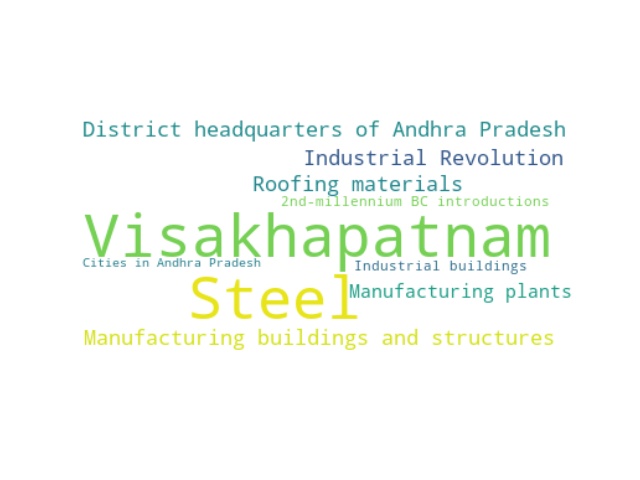 District headquarters of Andhra Pradesh
Industrial Revolution
Roofing materials
2nd-millennium BC introductions
Visakhapatnam
Cities in Andhra Pradesh
Industrial buildings
Steel
Manufacturing plants
Manufacturing buildings and structures